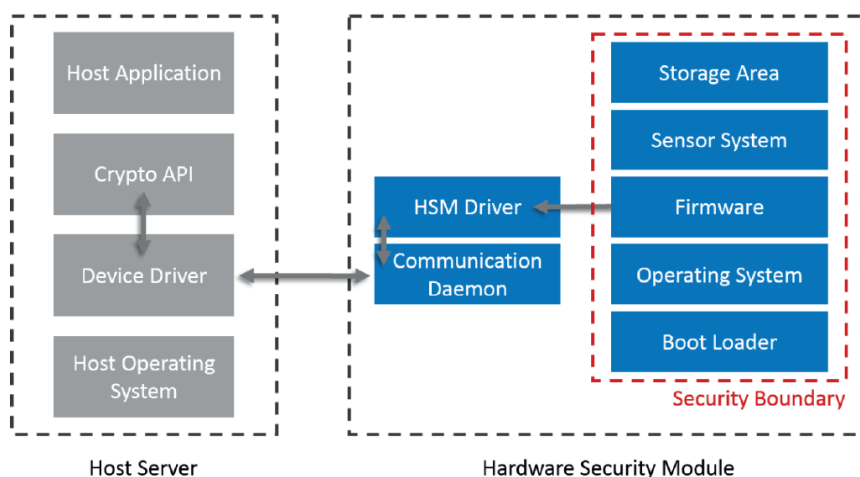 Host Application
Crypto API
Device Driver
Host Operating
System
Host Server
HSM Driver
Communication
Daemon
Storage Area
Sensor System
Firmware
Operating System
Boot Loader
Security Boundary
Hardware Security Module